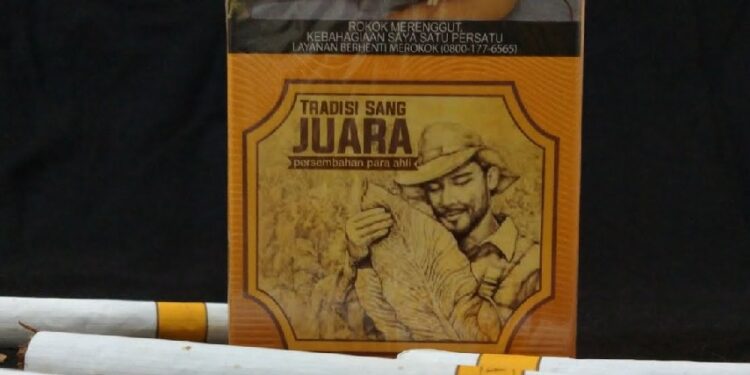 ROKOK MERENGGUT
KEBAHAGIAAN SAYA SATU PERSATU
LAYANAN BERHENTI MEROKOK (0800-177-6565)
TRADISI SANG
JUARA
persembahan para ahli